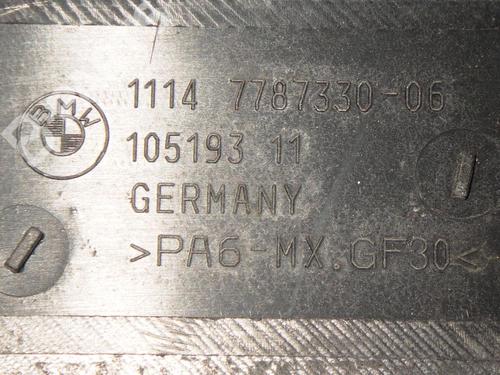 BMW
1114 7787330-06
105193 11
GERMANY
>PA6-MX.GF30<